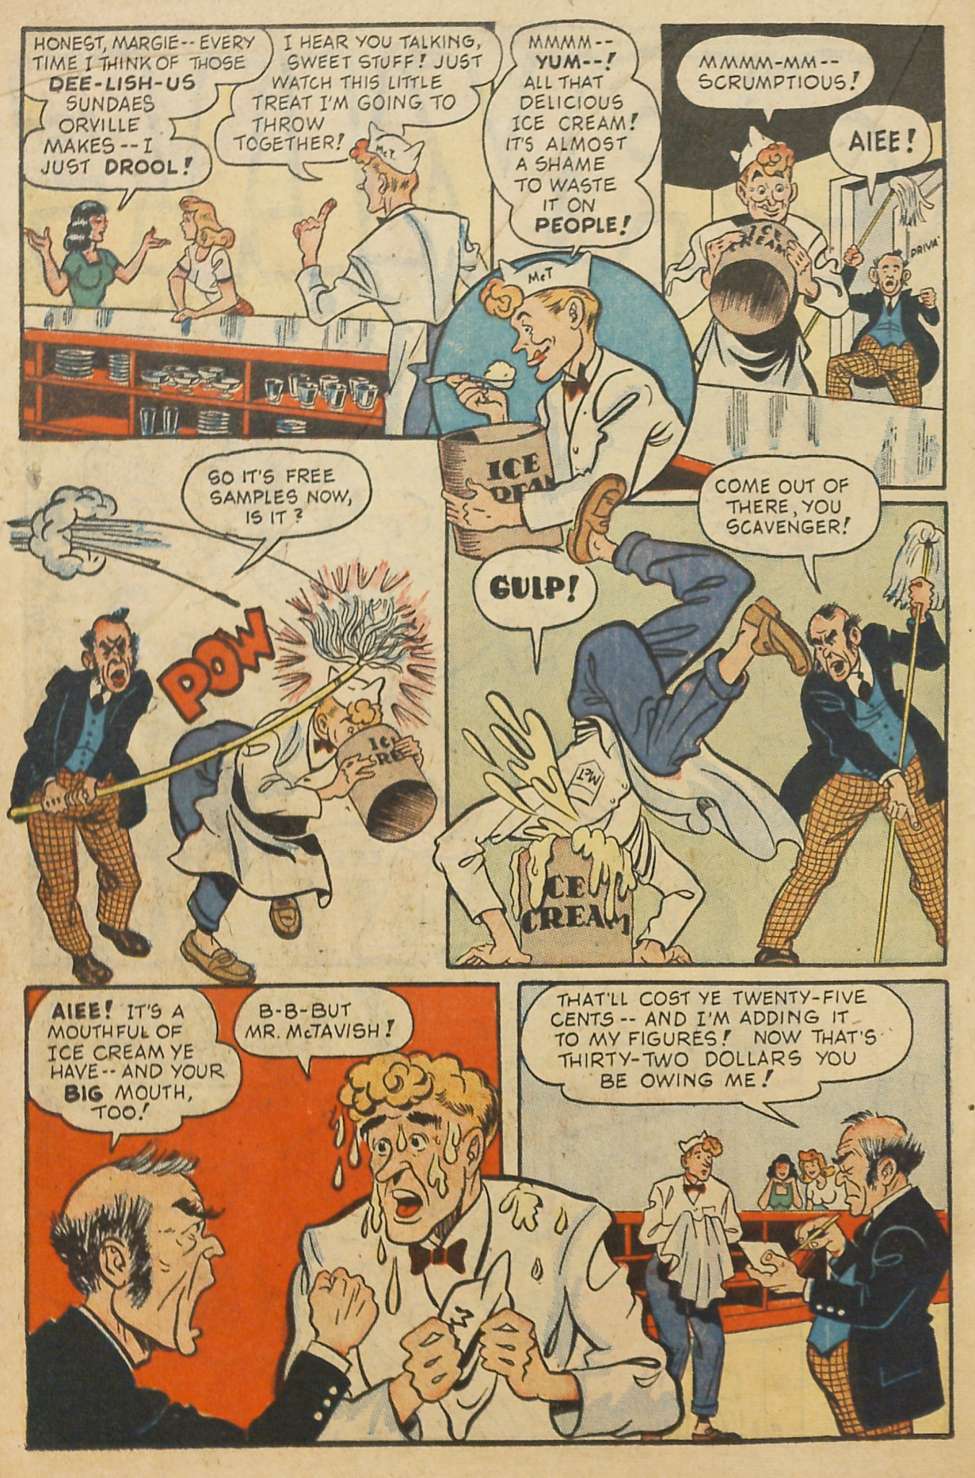 HONEST, MARGIE-- EVERY
TIME I THINK OF THOSE
DEE-LISH-US
SUNDAES
ORVILLE
MAKES-- I
JUST DROOL!
I HEAR YOU TALKING,
SWEET STUFF! JUST
WATCH THIS LITTLE
TREAT I'M GOING TO
THROW
TOGETHER!
McT.
MMMM--
YUM--!
ALL THAT
DELICIOUS
ICE CREAM!
IT'S ALMOST
A SHAME
TO WASTE
IT ON
PEOPLE!
McT
ICE
REAM
MMMM-MM--
SCRUMPTIOUS!
AIEE!
ICE
CREAM
PRIVA
SO IT'S FREE
SAMPLES NOW,
IS IT?
POW
IC
RE
COME OUT OF
THERE, YOU
SCAVENGER!
GULP!
McT
ICE
CREAM
AIEE! IT'S A
MOUTHFUL OF
ICE CREAM YE
HAVE-- AND YOUR
BIG MOUTH,
TOO!
B-B-BUT
MR. McTAVISH!
THAT'LL COST YE TWENTY-FIVE
CENTS-- AND I'M ADDING IT
TO MY FIGURES! NOW THAT'S
THIRTY-TWO DOLLARS YOU
BE OWING ME!